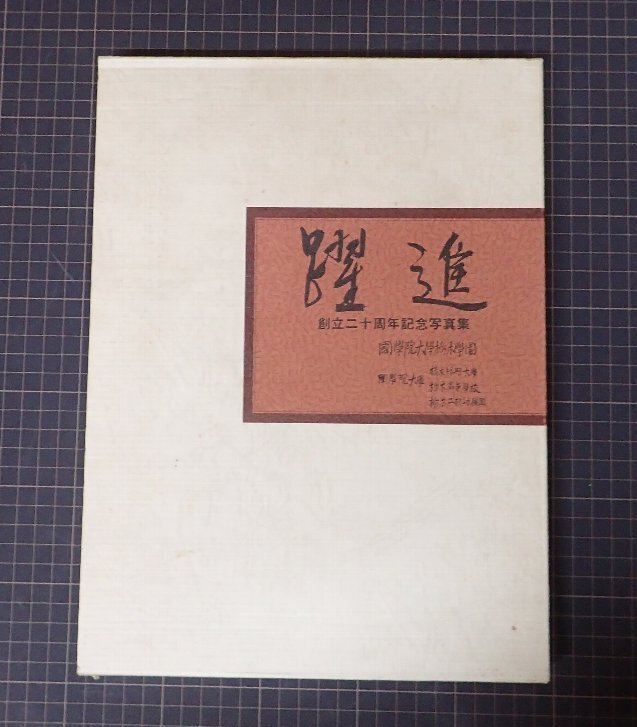 躍進
創立二十周年記念写真集
國學院大學栃木學園
國學院大學
栃木短期大學
栃木高等學校
栃木二杉幼稚園